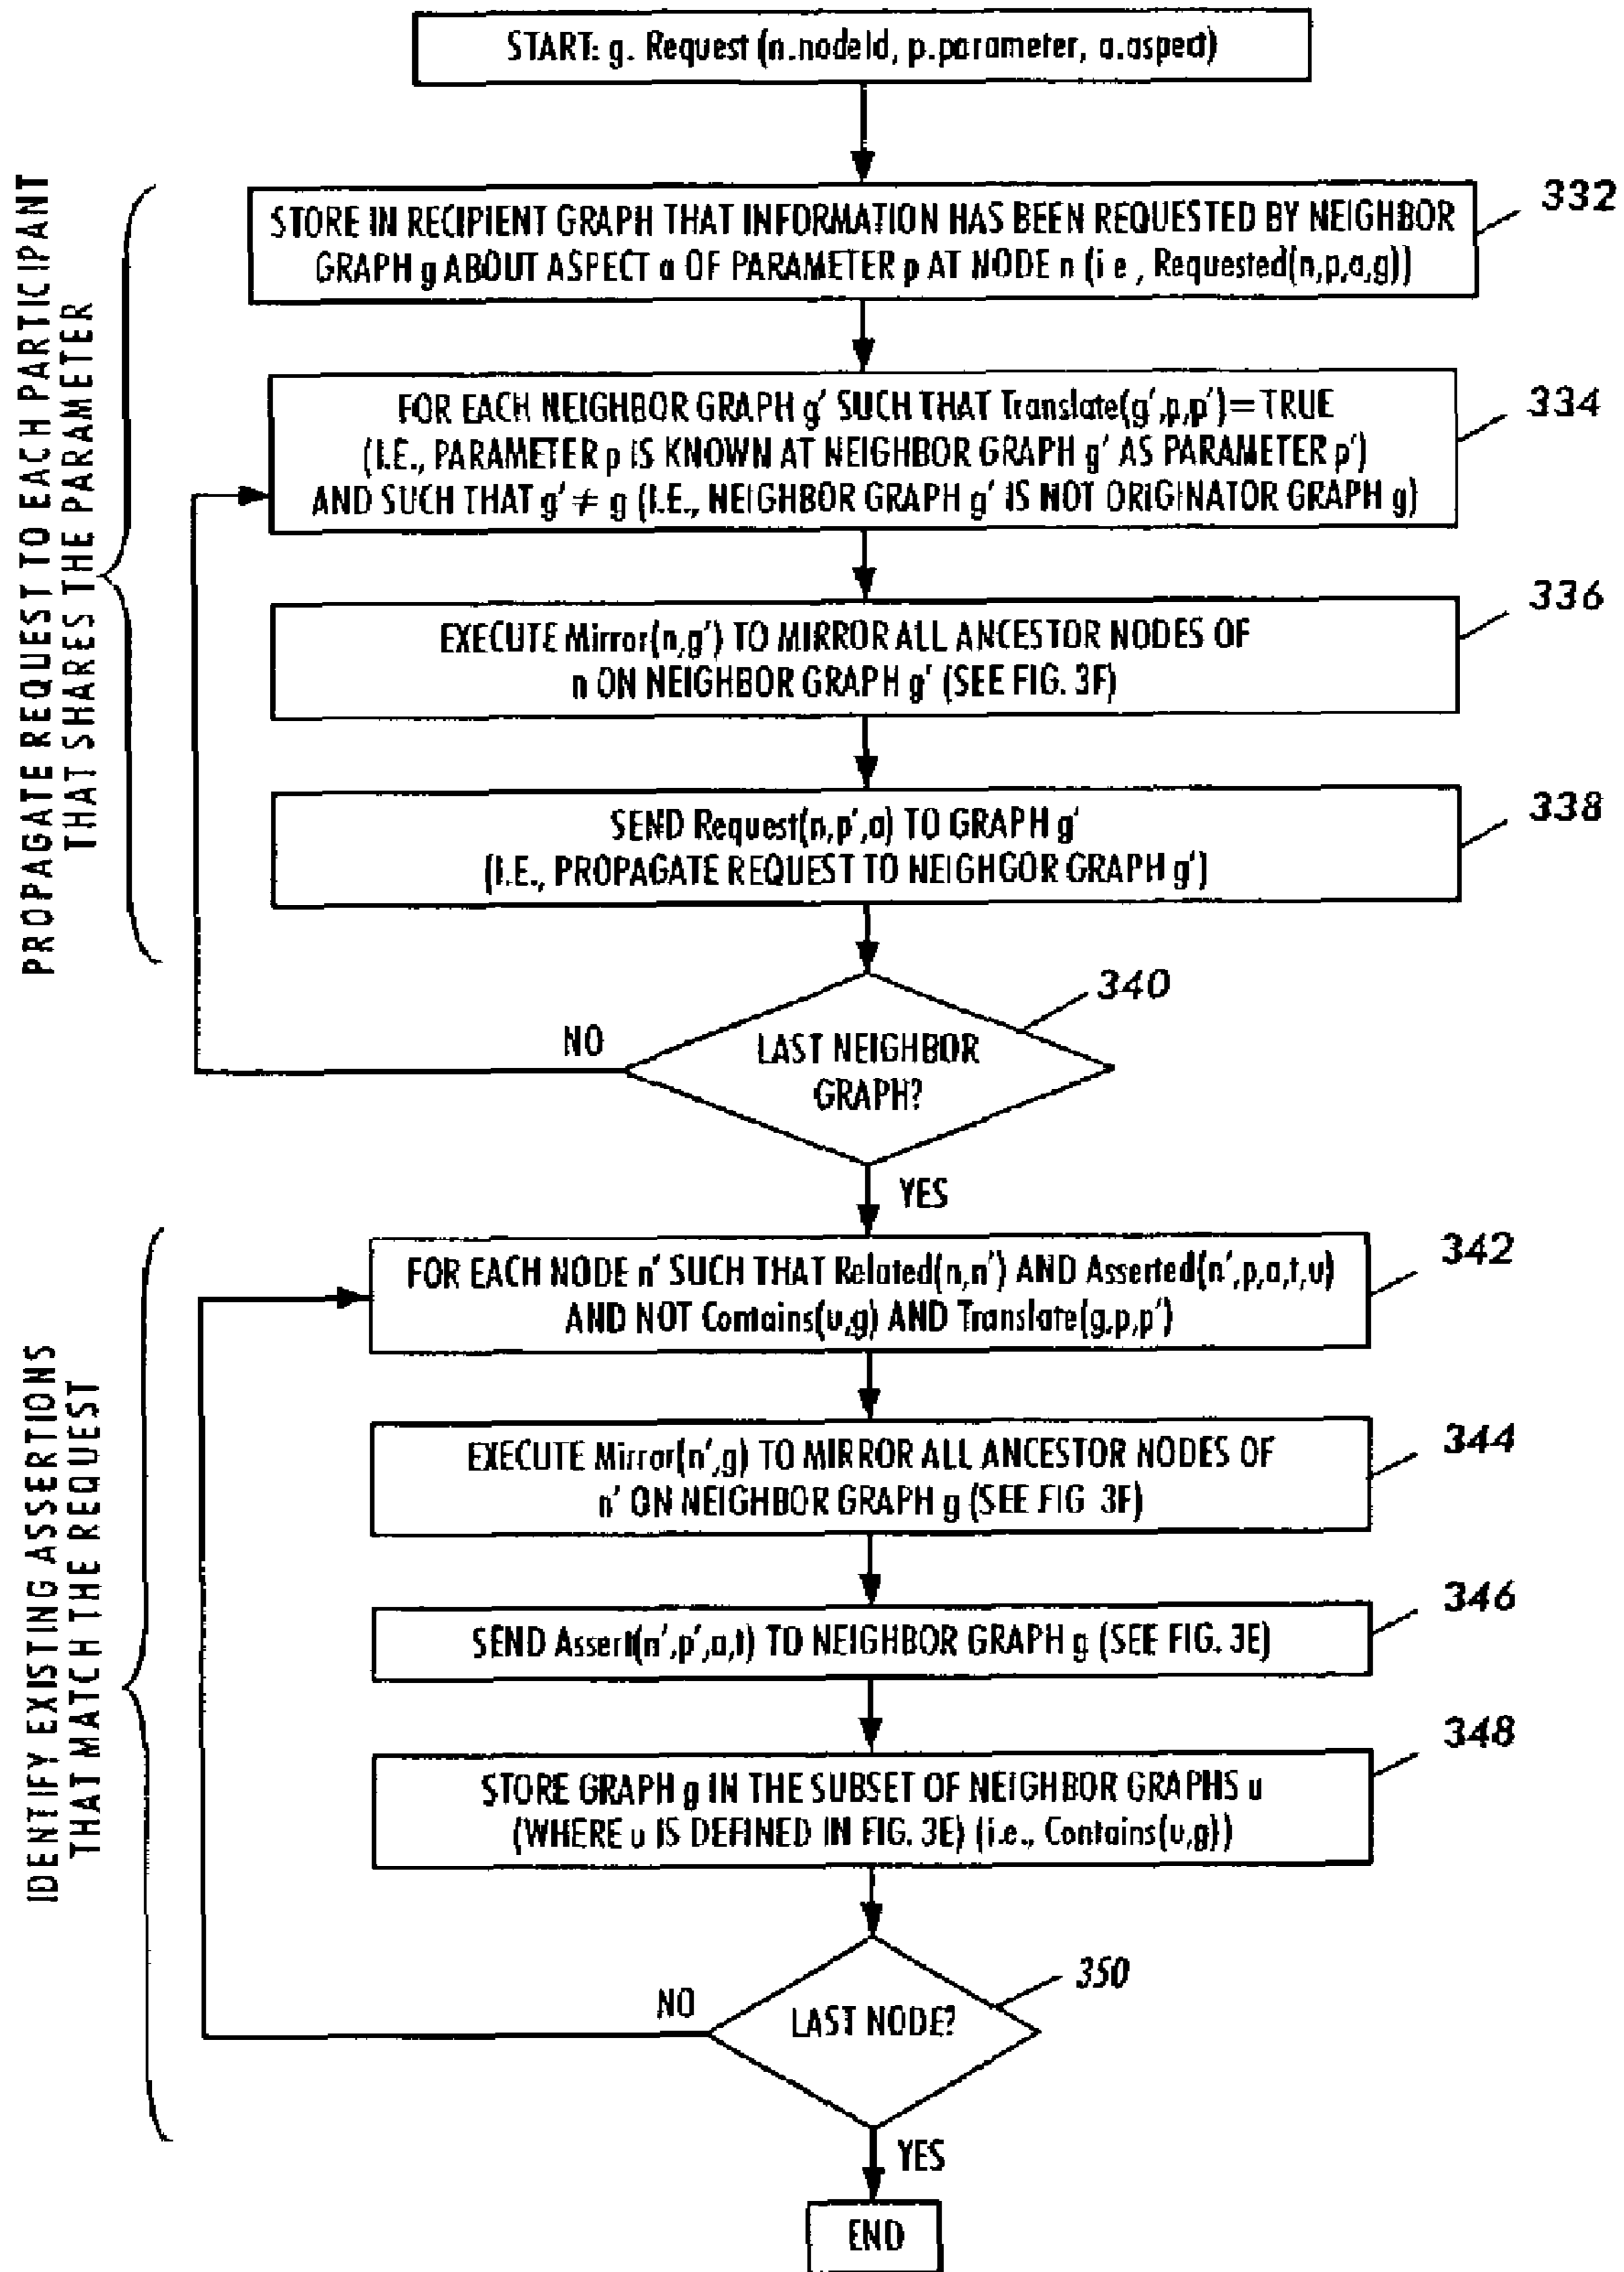 START: g. Request (n.nodeId, p.parameter, a.aspect)
PROPAGATE REQUEST TO EACH PARTICIPANT
THAT SHARES THE PARAMETER
STORE IN RECIPIENT GRAPH THAT INFORMATION HAS BEEN REQUESTED BY NEIGHBOR
GRAPH g ABOUT ASPECT a OF PARAMETER p AT NODE n (i e , Requested(n,p,a,g))
332
FOR EACH NEIGHBOR GRAPH g' SUCH THAT Translate(g',p,p')=TRUE
(I.E., PARAMETER p IS KNOWN AT NEIGHBOR GRAPH g' AS PARAMETER p')
AND SUCH THAT g' ≠ g (I.E., NEIGHBOR GRAPH g' IS NOT ORIGINATOR GRAPH g)
334
EXECUTE Mirror(n,g') TO MIRROR ALL ANCESTOR NODES OF
n ON NEIGHBOR GRAPH g' (SEE FIG. 3F)
336
SEND Request(n,p',a) TO GRAPH g'
(I.E., PROPAGATE REQUEST TO NEIGHGOR GRAPH g')
338
LAST NEIGHBOR
GRAPH?
340
NO
YES
IDENTIFY EXISTING ASSERTIONS
THAT MATCH THE REQUEST
FOR EACH NODE n' SUCH THAT Related(n,n') AND Asserted(n',p,a,t,u)
AND NOT Contains(u,g) AND Translate(g,p,p')
342
EXECUTE Mirror(n',g) TO MIRROR ALL ANCESTOR NODES OF
n' ON NEIGHBOR GRAPH g (SEE FIG 3F)
344
SEND Assert(n',p',a,t) TO NEIGHBOR GRAPH g (SEE FIG. 3E)
346
STORE GRAPH g IN THE SUBSET OF NEIGHBOR GRAPHS u
(WHERE u IS DEFINED IN FIG. 3E) (i.e., Contains(u,g))
348
LAST NODE?
350
NO
YES
END